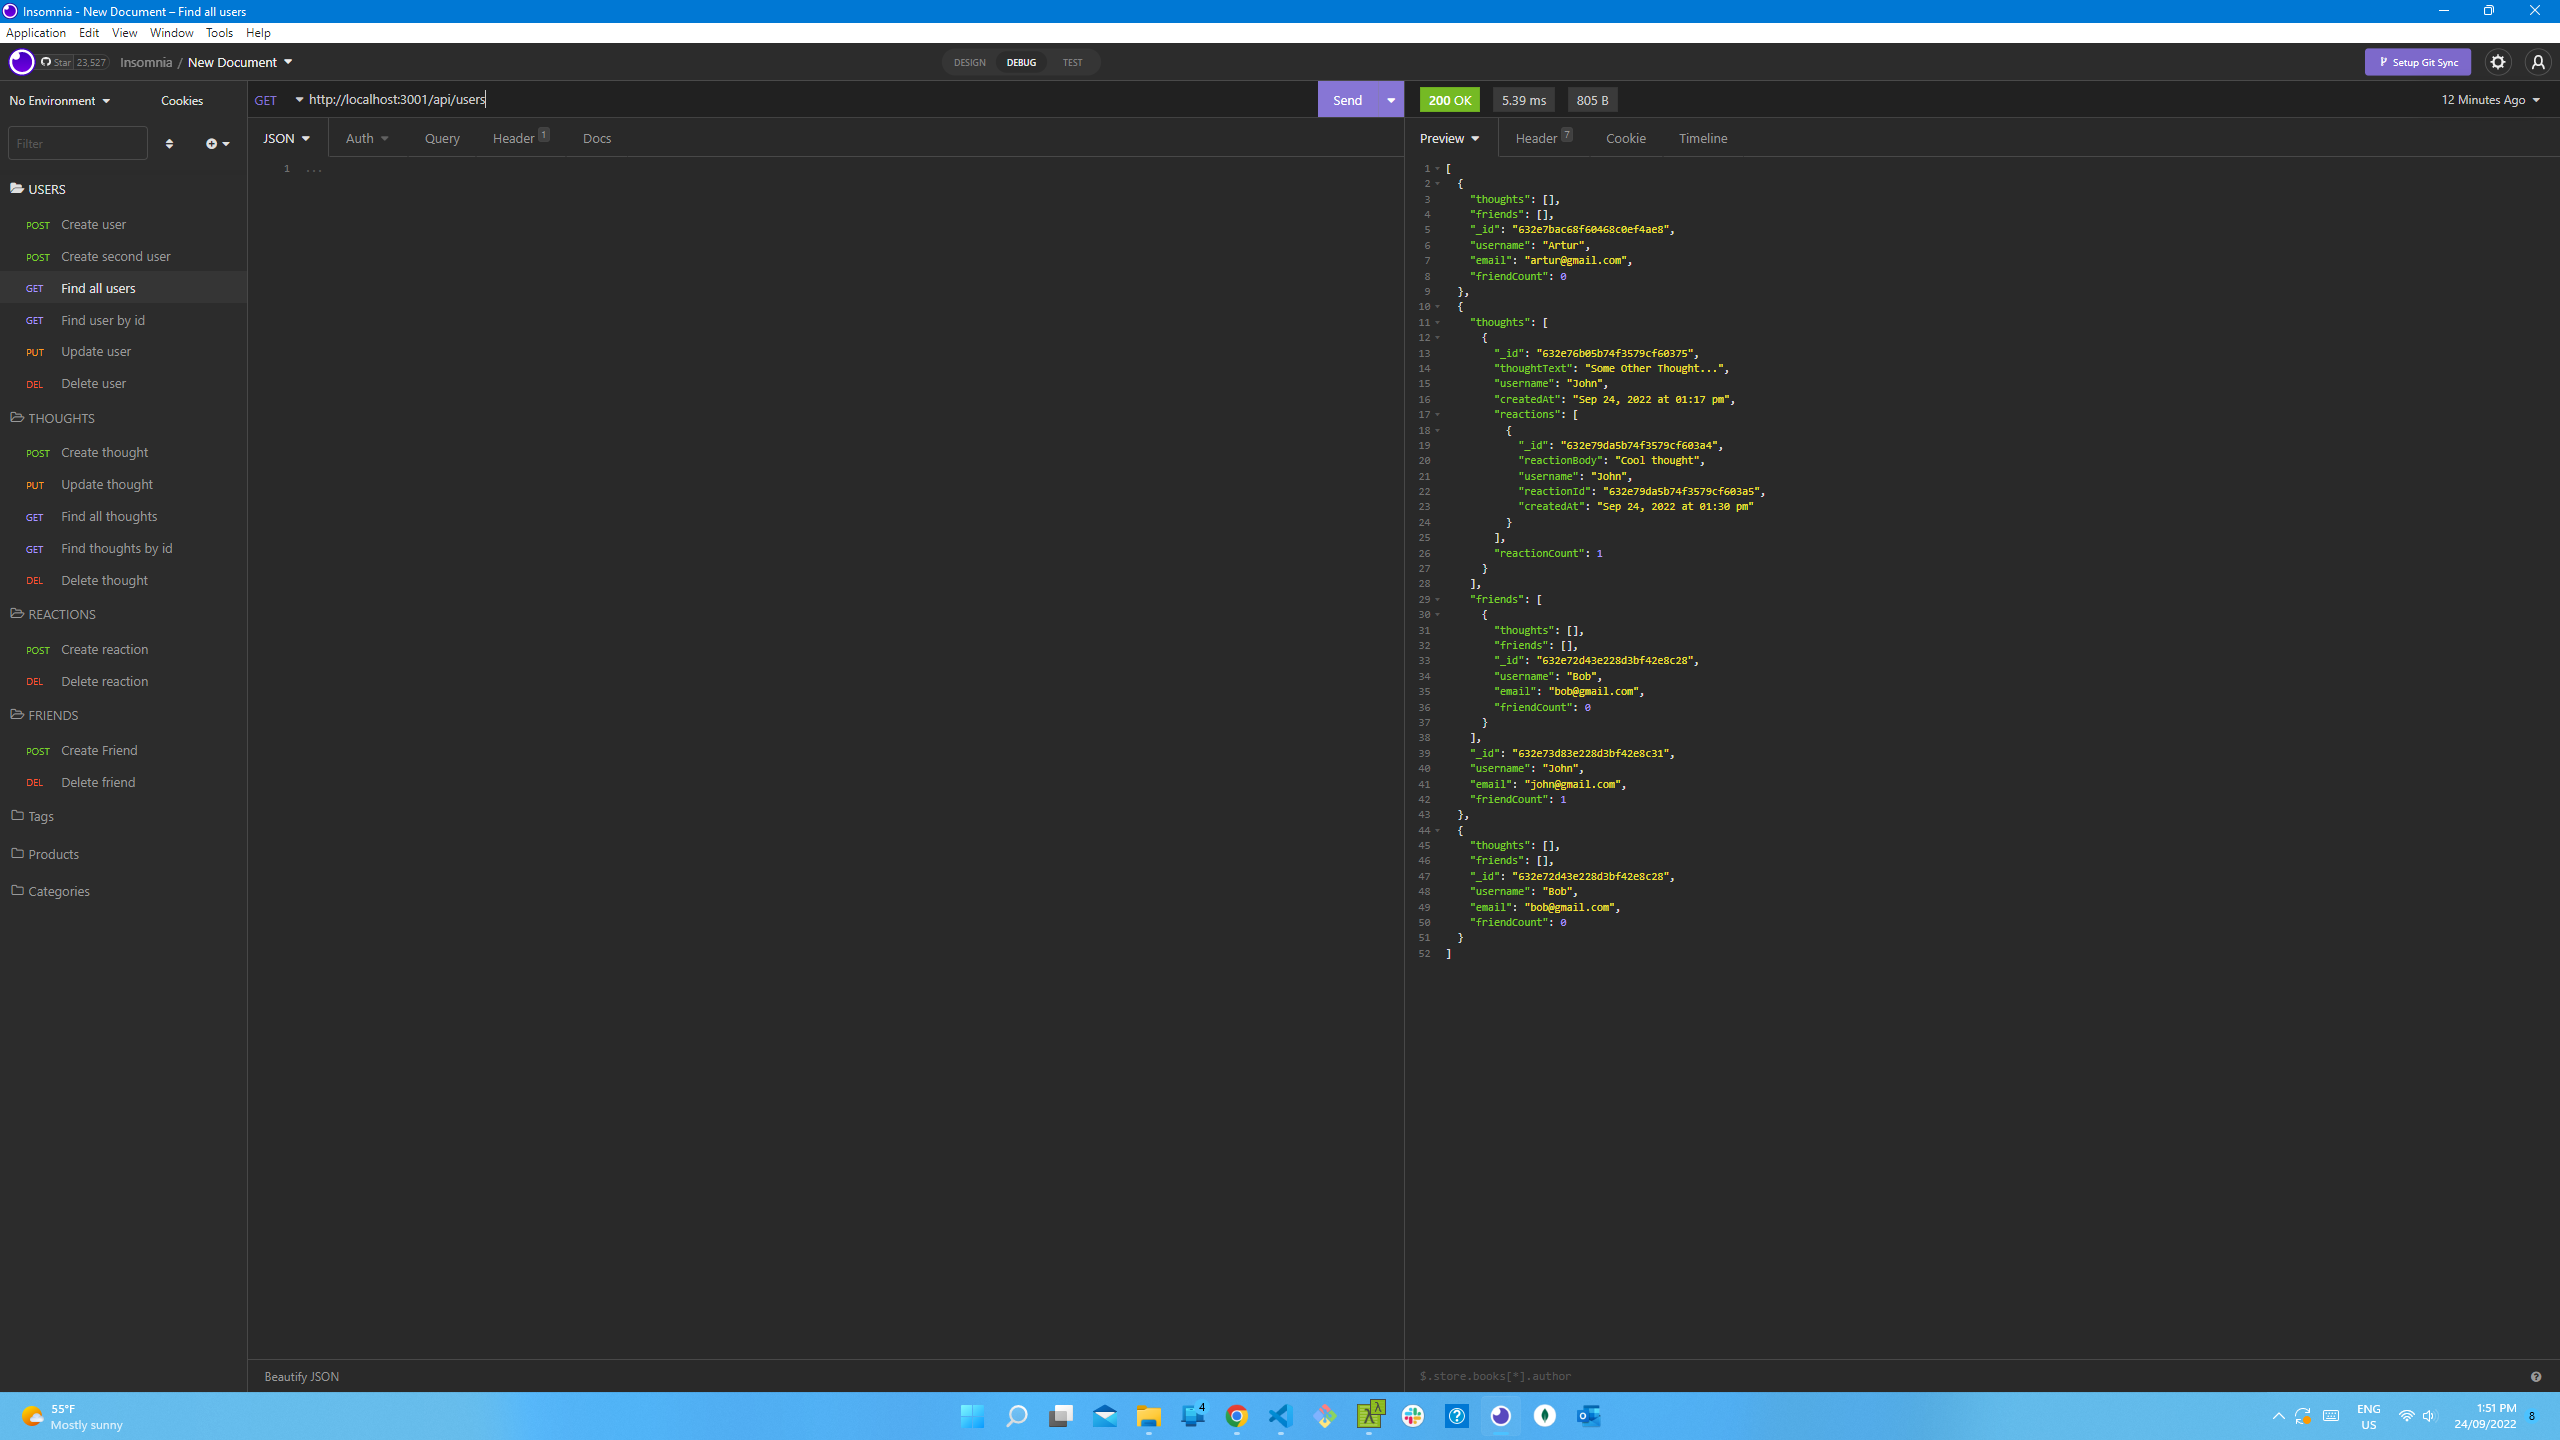 Insomnia - New Document – Find all users
Application Edit View Window Tools Help
Star 23,527 Insomnia / New Document
DESIGN DEBUG TEST
Setup Git Sync
No Environment Cookies
Filter
USERS
POST Create user
POST Create second user
GET Find all users
GET Find user by id
PUT Update user
DEL Delete user
THOUGHTS
POST Create thought
PUT Update thought
GET Find all thoughts
GET Find thoughts by id
DEL Delete thought
REACTIONS
POST Create reaction
DEL Delete reaction
FRIENDS
POST Create Friend
DEL Delete friend
Tags
Products
Categories
GET http://localhost:3001/api/users
Send
JSON Auth Query Header 1 Docs
1 ...
Beautify JSON
200 OK 5.39 ms 805 B 12 Minutes Ago
Preview Header 7 Cookie Timeline
1 [
2 {
3 "thoughts": [],
4 "friends": [],
5 "_id": "632e7bac68f60468c0ef4ae8",
6 "username": "Artur",
7 "email": "artur@gmail.com",
8 "friendCount": 0
9 },
10 {
11 "thoughts": [
12 {
13 "_id": "632e76b05b74f3579cf60375",
14 "thoughtText": "Some Other Thought...",
15 "username": "John",
16 "createdAt": "Sep 24, 2022 at 01:17 pm",
17 "reactions": [
18 {
19 "_id": "632e79da5b74f3579cf603a4",
20 "reactionBody": "Cool thought",
21 "username": "John",
22 "reactionId": "632e79da5b74f3579cf603a5",
23 "createdAt": "Sep 24, 2022 at 01:30 pm"
24 }
25 ],
26 "reactionCount": 1
27 }
28 ],
29 "friends": [
30 {
31 "thoughts": [],
32 "friends": [],
33 "_id": "632e72d43e228d3bf42e8c28",
34 "username": "Bob",
35 "email": "bob@gmail.com",
36 "friendCount": 0
37 }
38 ],
39 "_id": "632e73d83e228d3bf42e8c31",
40 "username": "John",
41 "email": "john@gmail.com",
42 "friendCount": 1
43 },
44 {
45 "thoughts": [],
46 "friends": [],
47 "_id": "632e72d43e228d3bf42e8c28",
48 "username": "Bob",
49 "email": "bob@gmail.com",
50 "friendCount": 0
51 }
52 ]
$.store.books[*].author
55°F
Mostly sunny
4
ENG
US
1:51 PM
24/09/2022
8